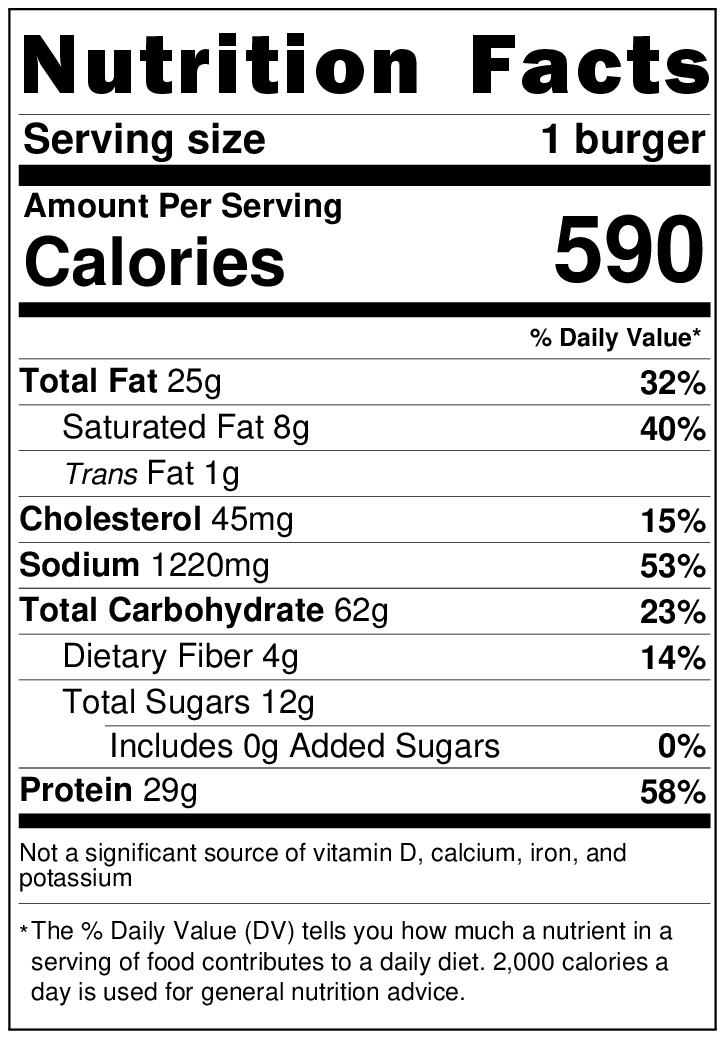 Nutrition Facts
Serving size 1 burger
Amount Per Serving
Calories 590
% Daily Value*
Total Fat 25g 32%
Saturated Fat 8g 40%
Trans Fat 1g
Cholesterol 45mg 15%
Sodium 1220mg 53%
Total Carbohydrate 62g 23%
Dietary Fiber 4g 14%
Total Sugars 12g
Includes 0g Added Sugars 0%
Protein 29g 58%
Not a significant source of vitamin D, calcium, iron, and
potassium
*The % Daily Value (DV) tells you how much a nutrient in a
serving of food contributes to a daily diet. 2,000 calories a
day is used for general nutrition advice.